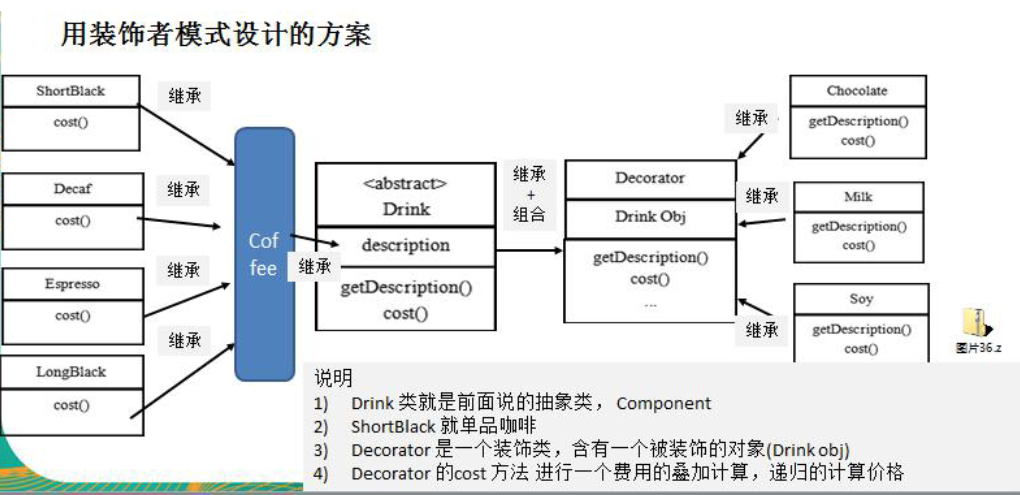 用装饰者模式设计的方案
ShortBlack
cost()
继承
Decaf
cost()
继承
Espresso
cost()
继承
LongBlack
cost()
继承
Cof
fee
继承
<abstract>
Drink
description
getDescription()
cost()
继承
+
组合
Decorator
Drink Obj
getDescription()
cost()
...
Chocolate
getDescription()
cost()
继承
Milk
getDescription()
cost()
继承
Soy
getDescription()
cost()
继承
图片36.z
说明
1) Drink 类就是前面说的抽象类， Component
2) ShortBlack 就单品咖啡
3) Decorator 是一个装饰类，含有一个被装饰的对象(Drink obj)
4) Decorator 的cost 方法 进行一个费用的叠加计算，递归的计算价格